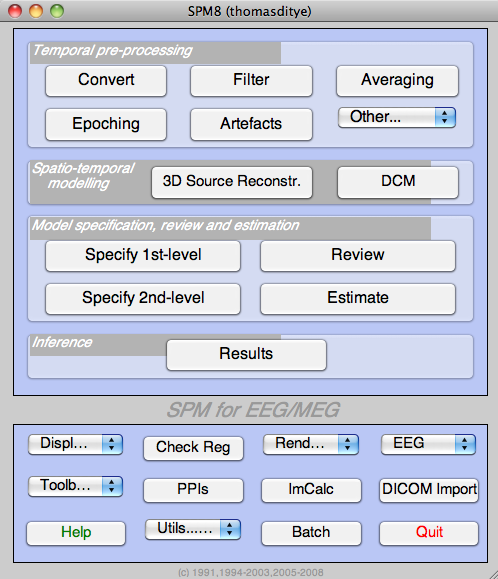 SPM8 (thomasditye)
Temporal pre-processing
Convert Filter Averaging
Epoching Artefacts Other...
Spatio-temporal
modelling
3D Source Reconstr. DCM
Model specification, review and estimation
Specify 1st-level Review
Specify 2nd-level Estimate
Inference
Results
SPM for EEG/MEG
Displ... Check Reg Rend... EEG
Toolb... PPIs ImCalc DICOM Import
Help Utils...... Batch Quit
(c) 1991,1994-2003,2005-2008